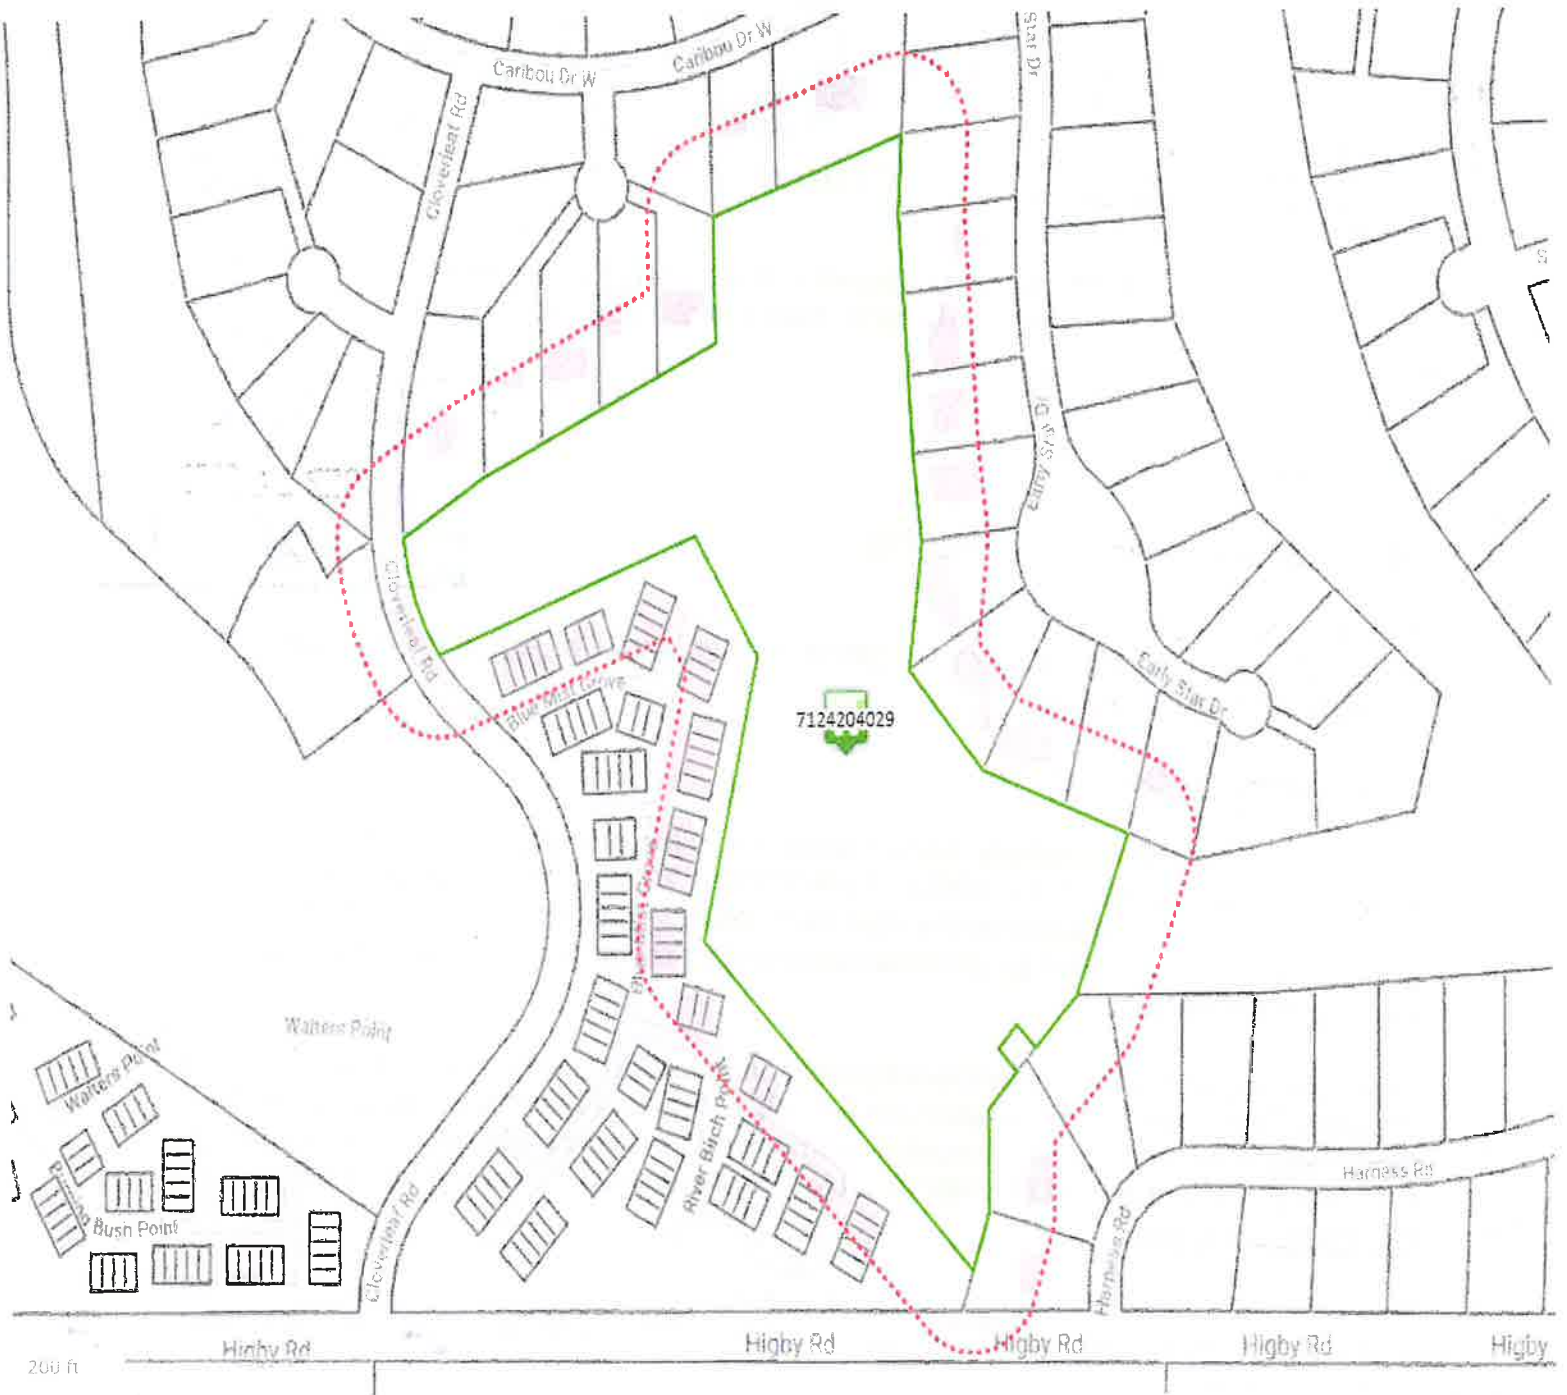 Star Dr
Caribou Dr W
Caribou Dr W
Cloverleaf Rd
S
Early Star Dr
Cloverleaf Rd
Early Star Dr
Blue Mist Grove
7124204029
Walters Point
Walters Point
River Birch Point
Harness Rd
Bush Point
Cloverleaf Rd
Harness Rd
Higby Rd
Higby Rd
Higby Rd
Higby Rd
Higby
200 ft